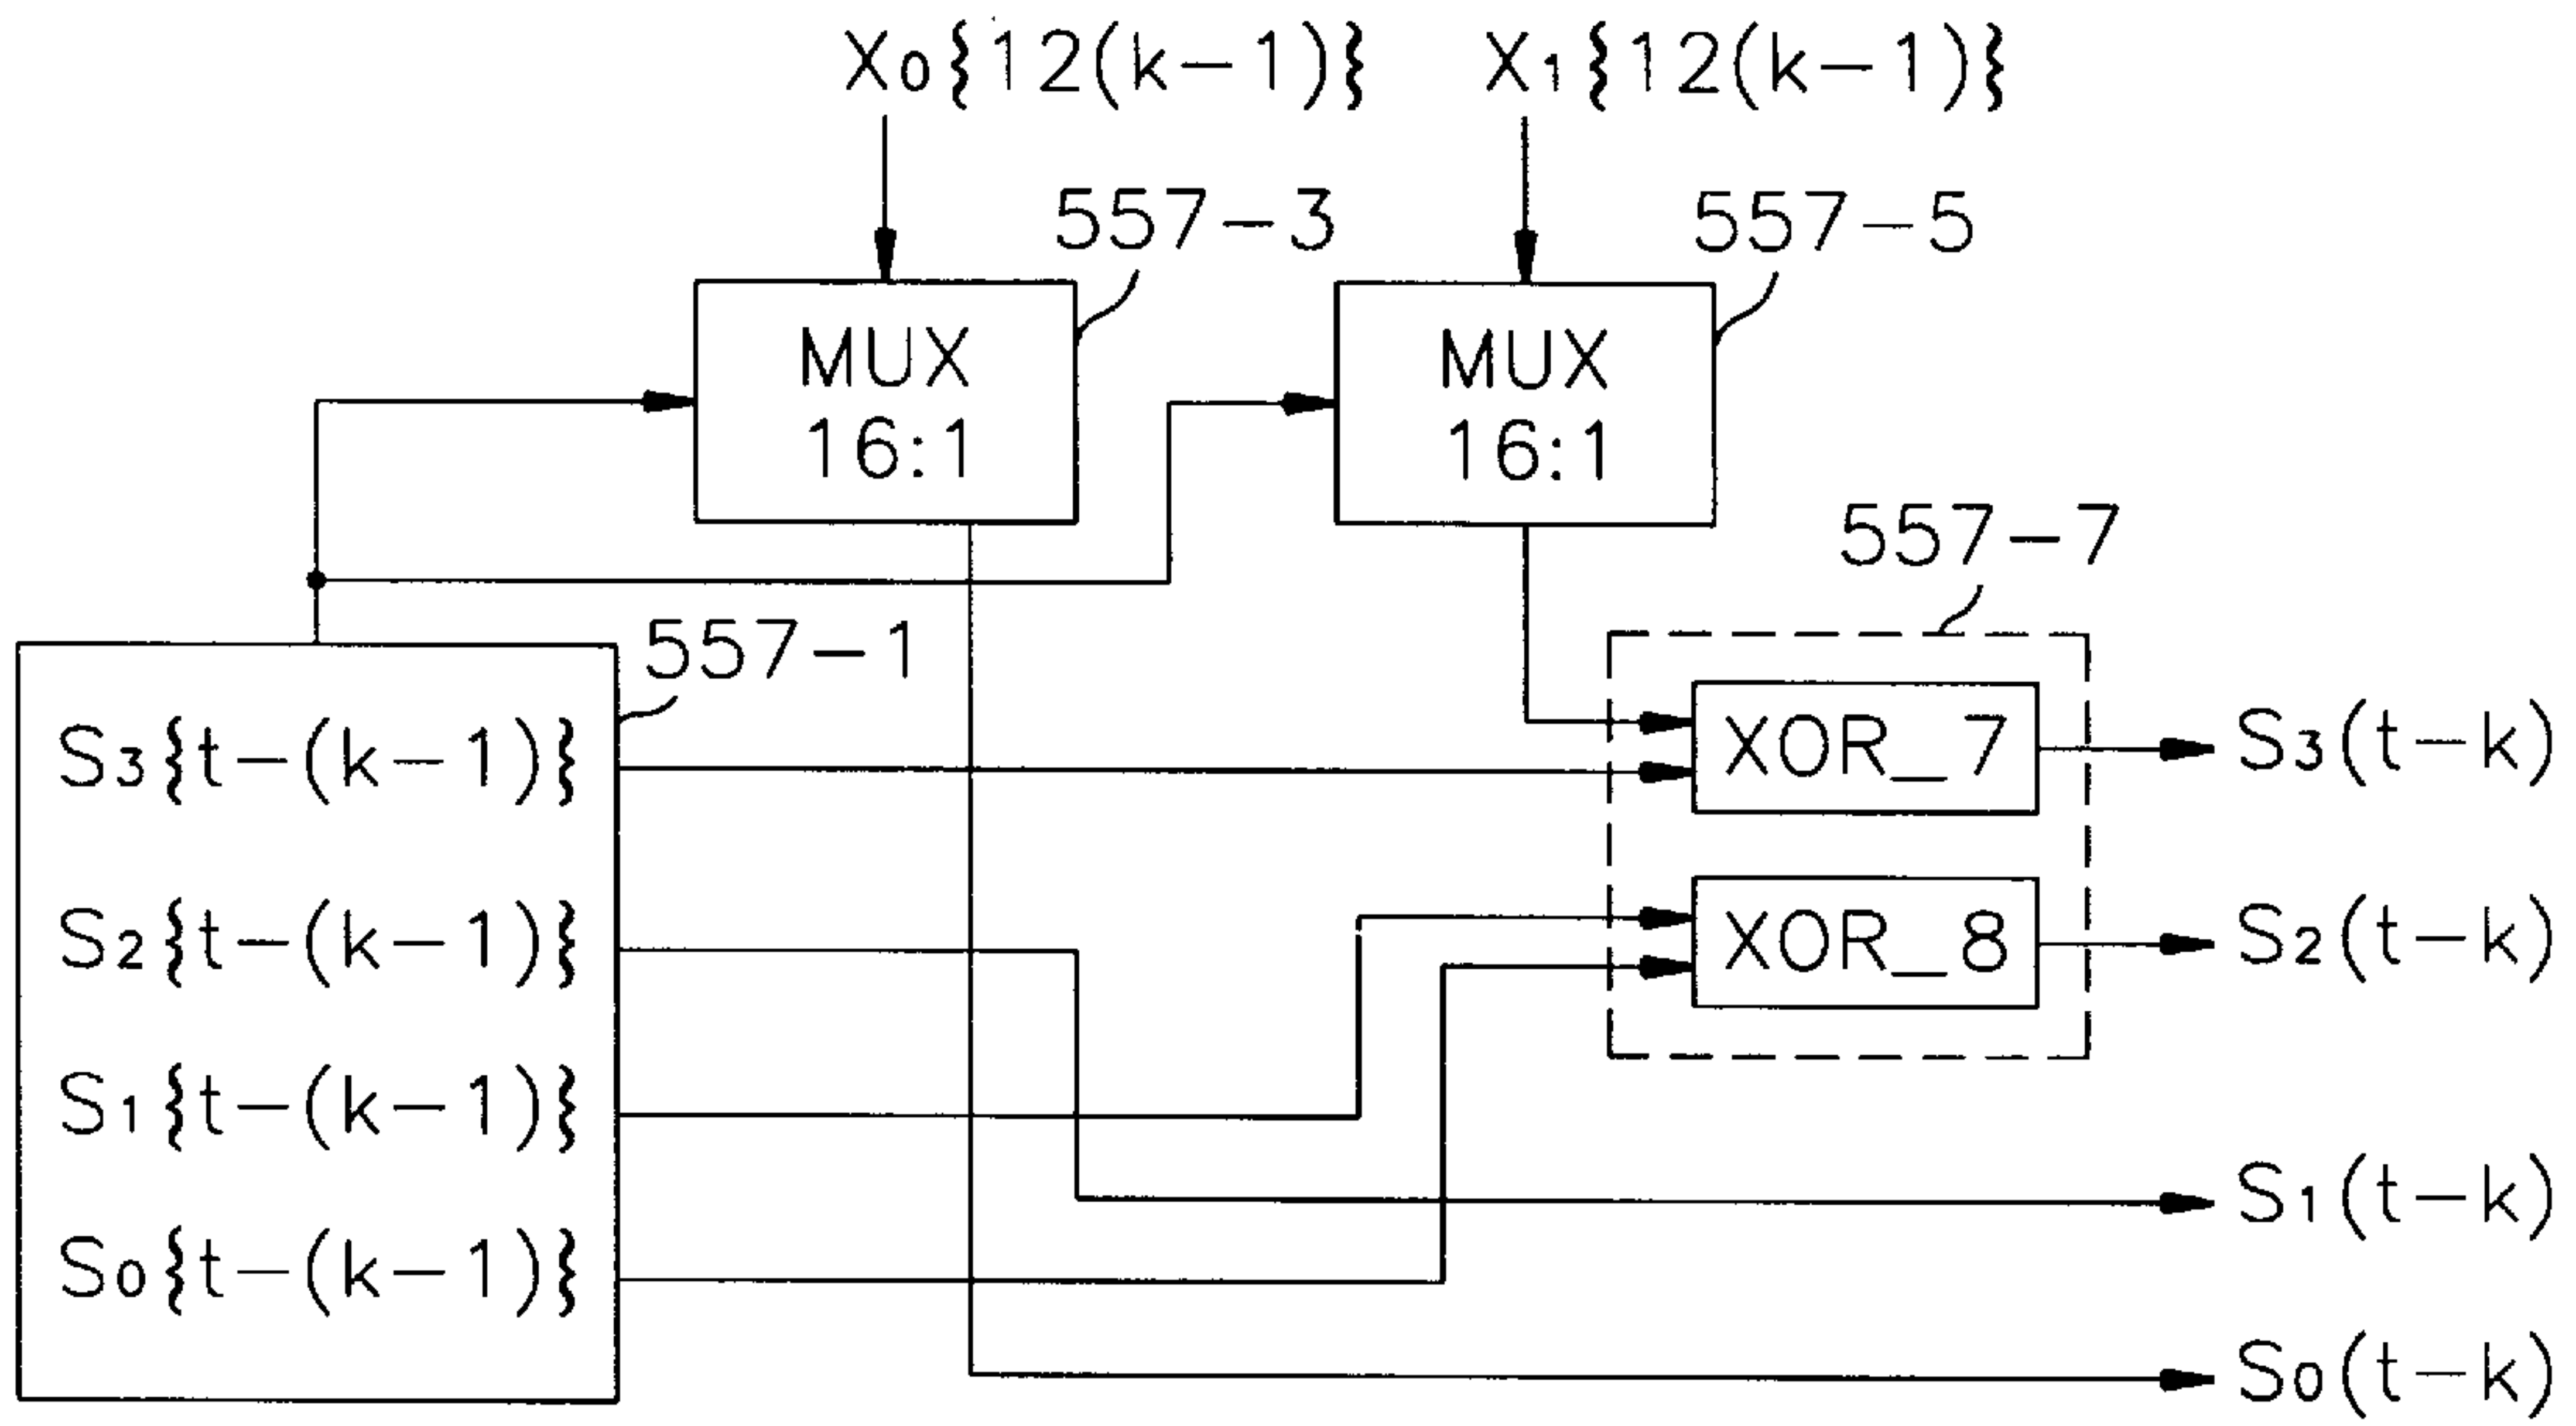 X0{12(k-1)}
X1{12(k-1)}
557-3
557-5
MUX
16:1
MUX
16:1
557-7
557-1
S3{t-(k-1)}
XOR_7
S3(t-k)
S2{t-(k-1)}
XOR_8
S2(t-k)
S1{t-(k-1)}
S1(t-k)
S0{t-(k-1)}
S0(t-k)